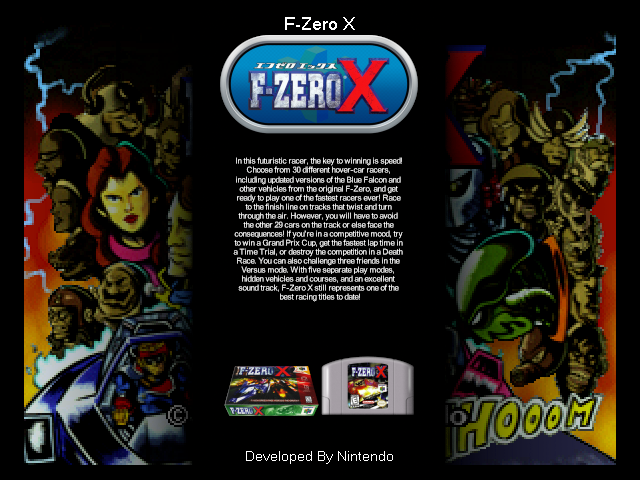 F-Zero X
エフゼロ エックス
F-ZERO X
In this futuristic racer, the key to winning is speed!
Choose from 30 different hover-car racers,
including updated versions of the Blue Falcon and
other vehicles from the original F-Zero, and get
ready to play one of the fastest racers ever! Race
to the finish line on tracks that twist and turn
through the air. However, you will have to avoid
the other 29 cars on the track or else face the
consequences! If you're in a competitive mood, try
to win a Grand Prix Cup, get the fastest lap time in
a Time Trial, or destroy the competition in a Death
Race. You can also challenge three friends in the
Versus mode. With five separate play modes,
hidden vehicles and courses, and an excellent
sound track, F-Zero X still represents one of the
best racing titles to date!
F-ZERO X
F-ZERO X
F-ZERO X
©
HOOOM
Developed By Nintendo